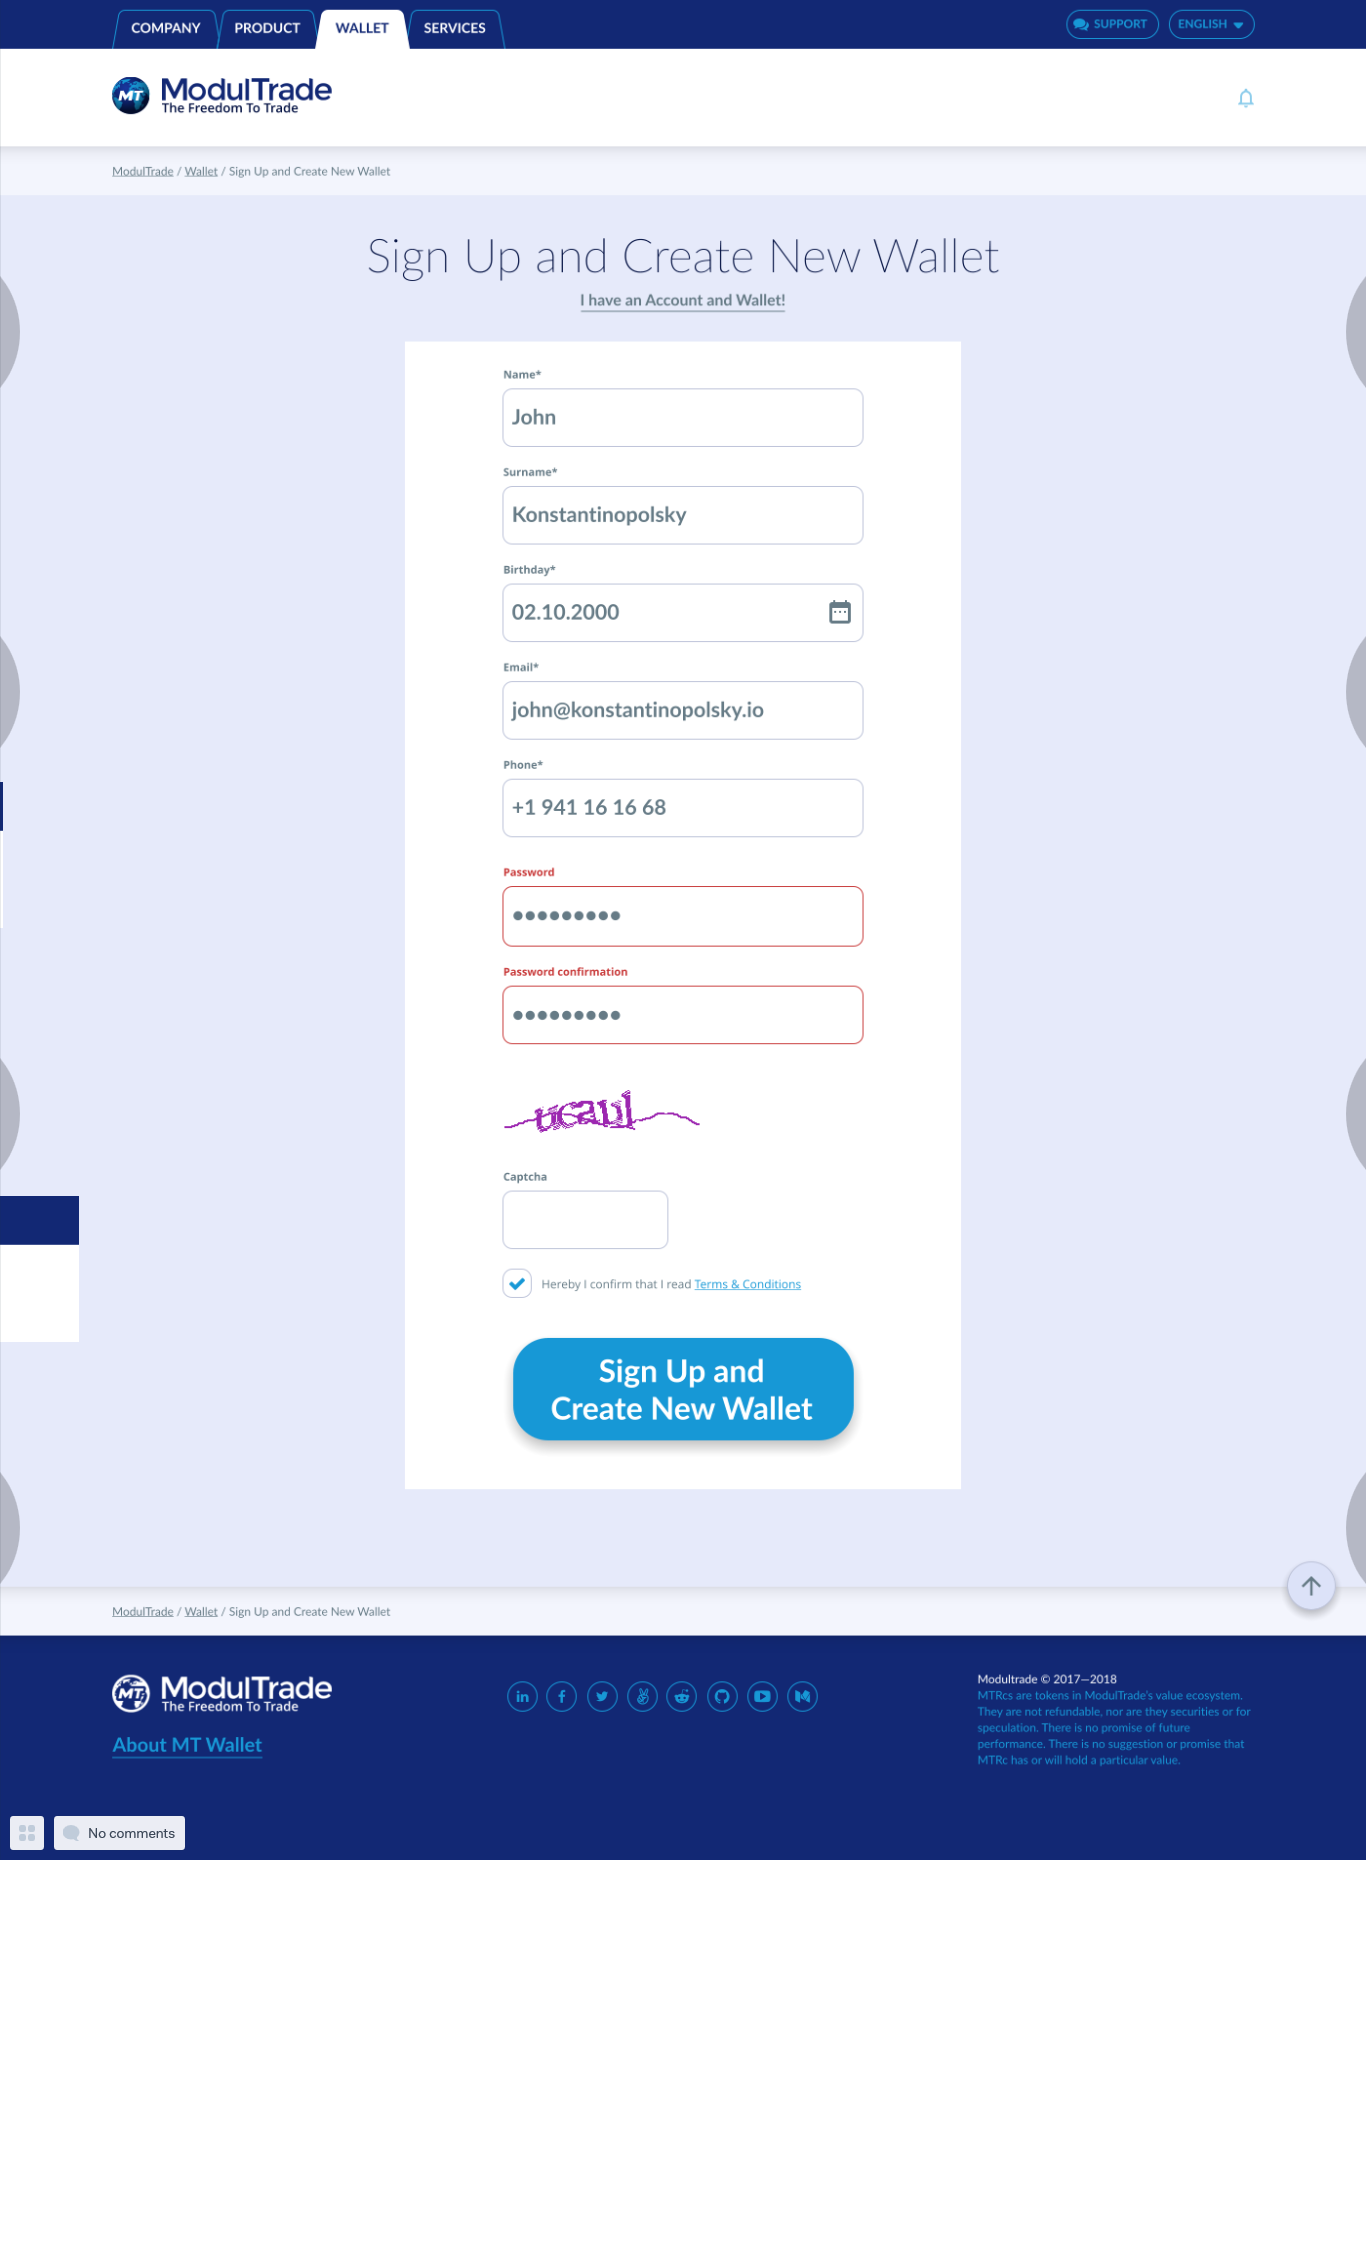 COMPANY PRODUCT WALLET SERVICES SUPPORT ENGLISH
MT ModulTrade
The Freedom To Trade
ModulTrade / Wallet / Sign Up and Create New Wallet
Sign Up and Create New Wallet
I have an Account and Wallet!
Name*
John
Surname*
Konstantinopolsky
Birthday*
02.10.2000
Email*
john@konstantinopolsky.io
Phone*
+1 941 16 16 68
Password
Password confirmation
Captcha
Hereby I confirm that I read Terms & Conditions
Sign Up and
Create New Wallet
ModulTrade / Wallet / Sign Up and Create New Wallet
MT ModulTrade
The Freedom To Trade
About MT Wallet
Modultrade © 2017—2018
MTRcs are tokens in ModulTrade's value ecosystem.
They are not refundable, nor are they securities or for
speculation. There is no promise of future
performance. There is no suggestion or promise that
MTRc has or will hold a particular value.
No comments